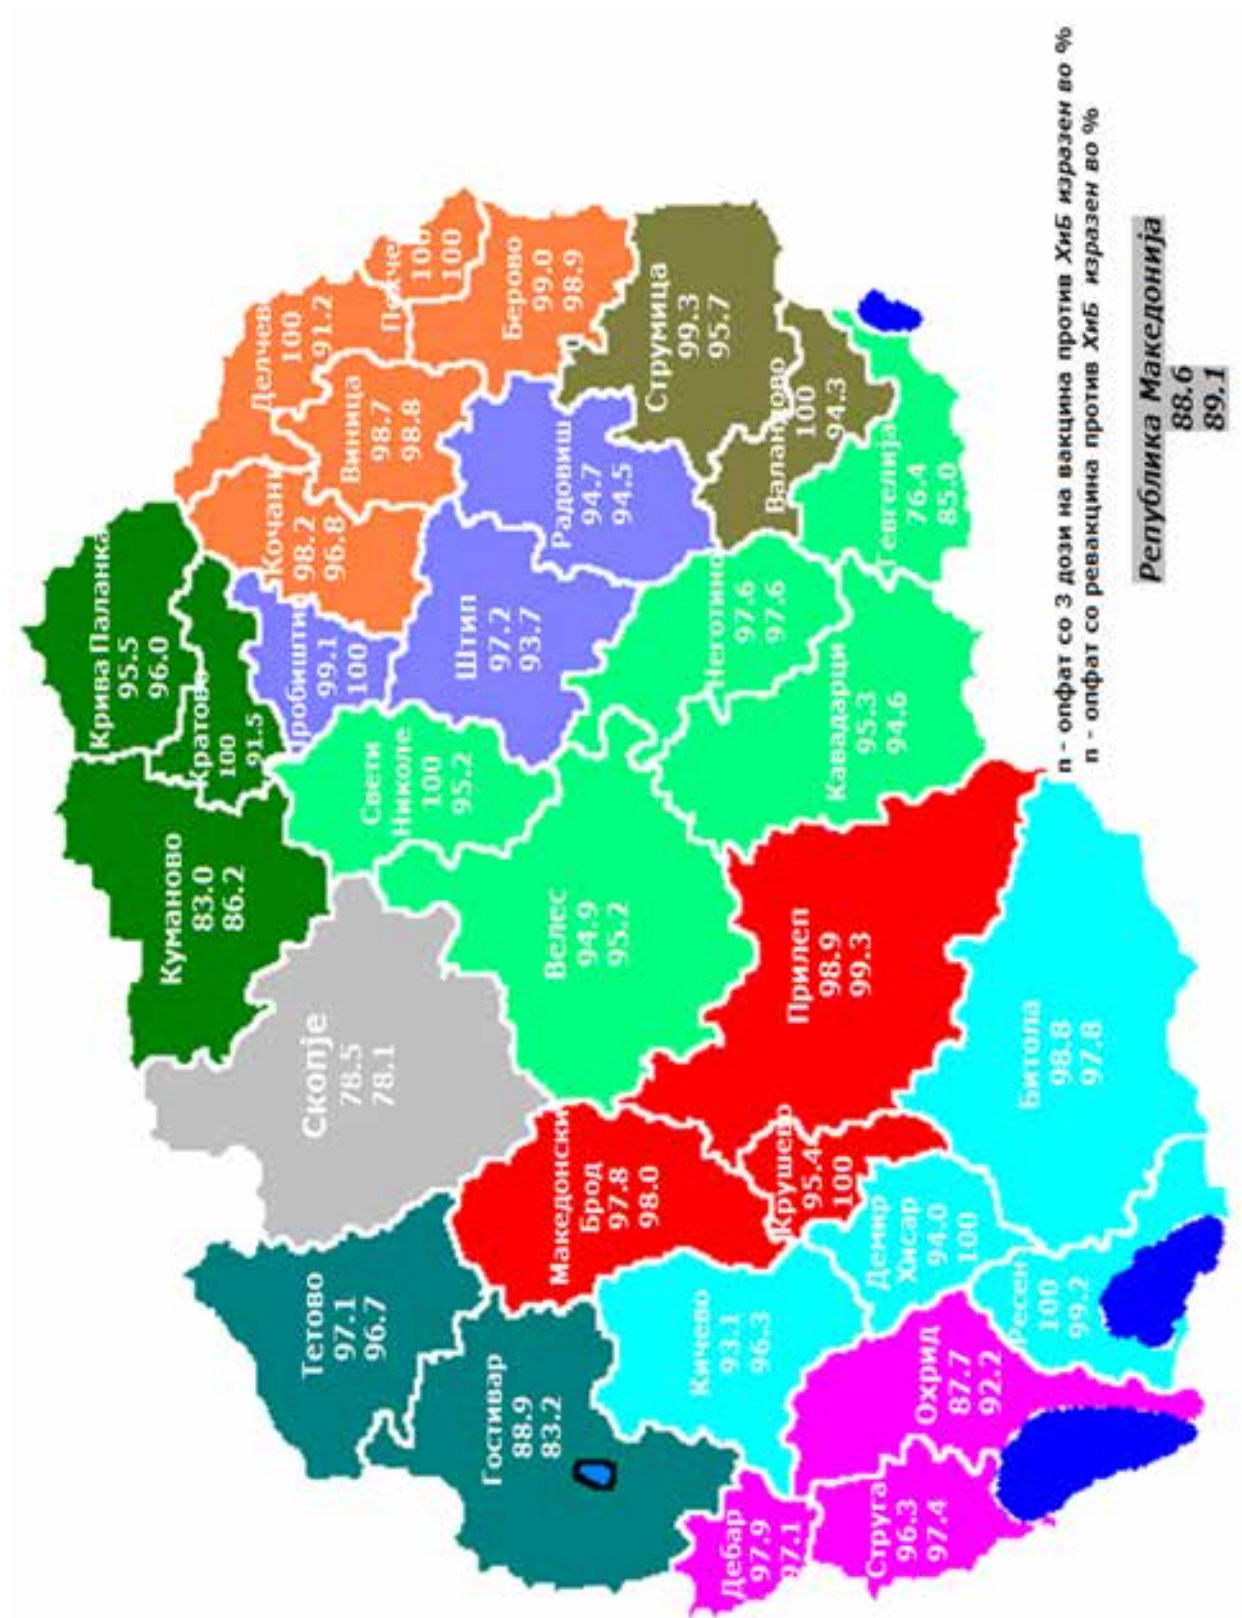 Крива Паланка
95.5
96.0
Куманово
83.0
86.2
Кратово
100
91.5
Скопје
78.5
78.1
Тетово
97.1
96.7
Гостивар
88.9
83.2
Делчев
100
91.2
100
100
Берово
99.0
98.9
Виница
98.7
98.8
Кочани
98.2
96.8
робиштип
99.1
100
Штип
97.2
93.7
Радовиш
94.7
94.5
Свети
Николе
100
95.2
Велес
94.9
95.2
Неготино
97.6
97.6
Кавадарци
95.3
94.6
Гевгелија
76.4
85.0
Струмица
99.3
95.7
Валандово
100
94.3
Македонски
Брод
97.8
98.0
Прилеп
98.9
99.3
Крушево
95.4
100
Кичево
93.1
96.3
Демир
Хисар
94.0
100
Битола
98.8
97.8
Ресен
100
99.2
Охрид
87.7
92.2
Дебар
97.9
97.1
Струга
96.3
97.4
п - опфат со 3 дози на вакцина против ХиБ изразен во %
п - опфат со ревакцина против ХиБ изразен во %
Република Македонија
88.6
89.1